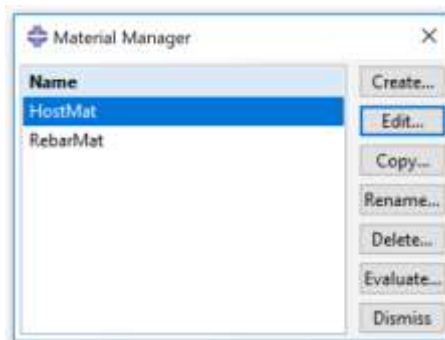 Material Manager
Name
HostMat
RebarMat
Create...
Edit...
Copy...
Rename...
Delete...
Evaluate...
Dismiss